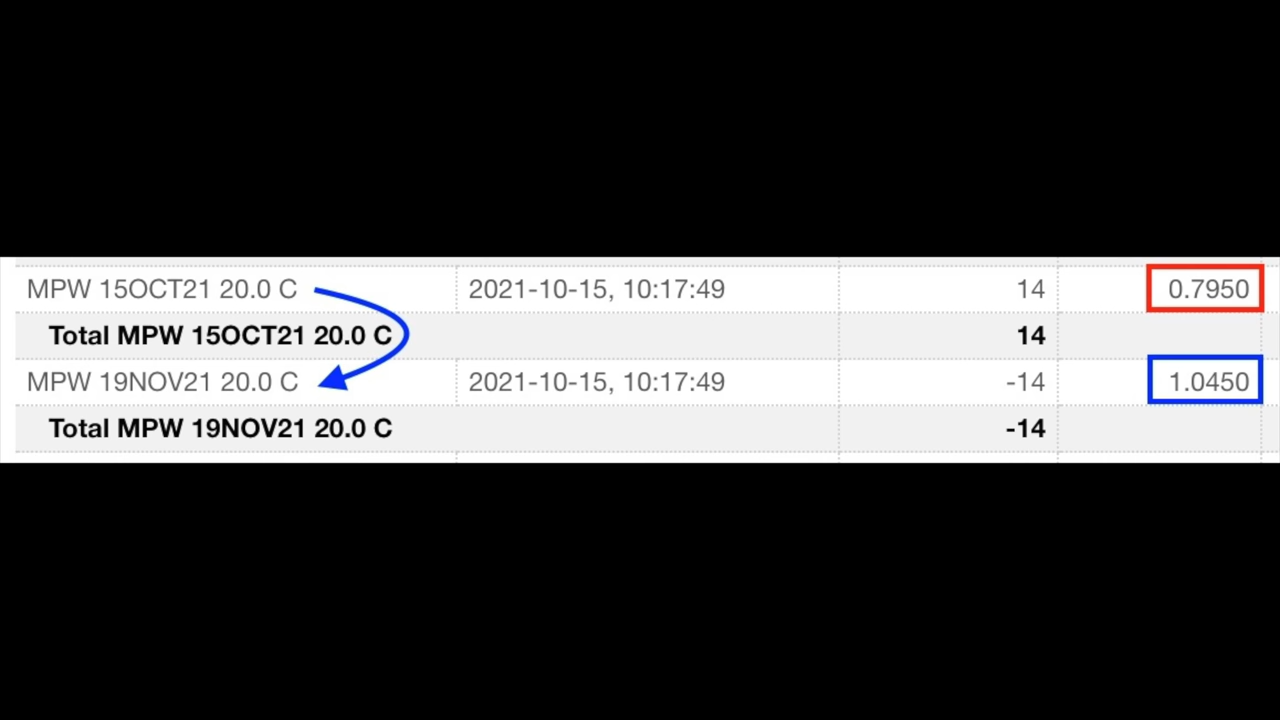 MPW 15OCT21 20.0 C 2021-10-15, 10:17:49 14 0.7950
Total MPW 15OCT21 20.0 C 14
MPW 19NOV21 20.0 C 2021-10-15, 10:17:49 -14 1.0450
Total MPW 19NOV21 20.0 C -14